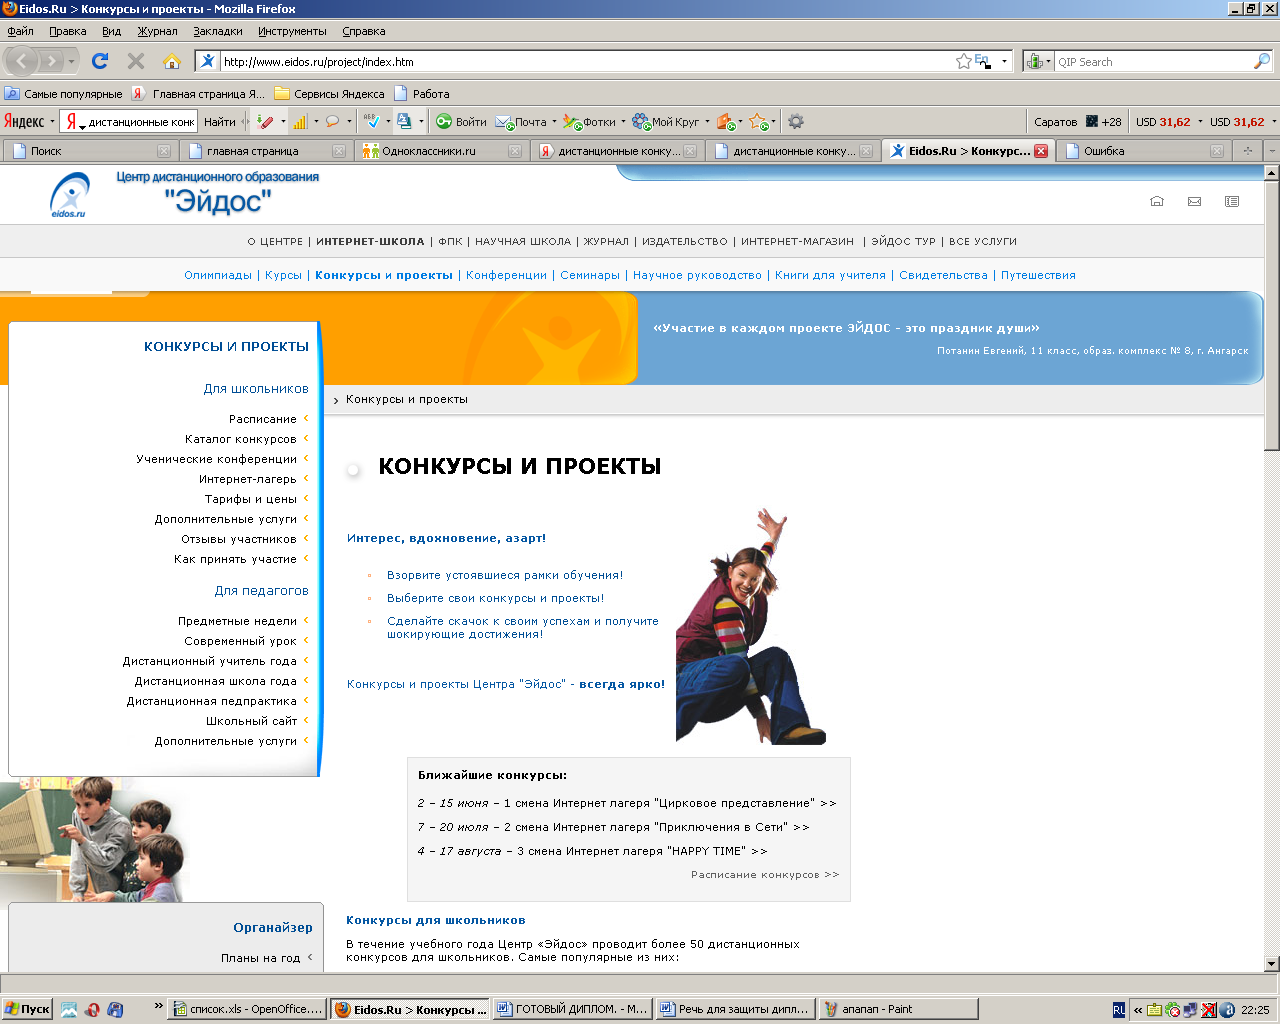 Eidos.Ru > Конкурсы и проекты - Mozilla Firefox
Файл Правка Вид Журнал Закладки Инструменты Справка
http://www.eidos.ru/project/index.htm
QIP Search
Самые популярные Главная страница Я... Сервисы Яндекса Работа
Яндекс дистанционные конк Найти Войти Почта Фотки Мой Круг Саратов +28 USD 31,62 USD 31,62
Поиск главная страница Одноклассники.ru дистанционные конку... дистанционные конку... Eidos.Ru > Конкурс... Ошибка
Центр дистанционного образования
"Эйдос"
eidos.ru
О ЦЕНТРЕ | ИНТЕРНЕТ-ШКОЛА | ФПК | НАУЧНАЯ ШКОЛА | ЖУРНАЛ | ИЗДАТЕЛЬСТВО | ИНТЕРНЕТ-МАГАЗИН | ЭЙДОС ТУР | ВСЕ УСЛУГИ
Олимпиады | Курсы | Конкурсы и проекты | Конференции | Семинары | Научное руководство | Книги для учителя | Свидетельства | Путешествия
«Участие в каждом проекте ЭЙДОС - это праздник души»
Потанин Евгений, 11 класс, образ. комплекс № 8, г. Ангарск
КОНКУРСЫ И ПРОЕКТЫ
Для школьников
Расписание
Каталог конкурсов
Ученические конференции
Интернет-лагерь
Тарифы и цены
Дополнительные услуги
Отзывы участников
Как принять участие
Для педагогов
Предметные недели
Современный урок
Дистанционный учитель года
Дистанционная школа года
Дистанционная педпрактика
Школьный сайт
Дополнительные услуги
Органайзер
Планы на год
> Конкурсы и проекты
КОНКУРСЫ И ПРОЕКТЫ
Интерес, вдохновение, азарт!
Взорвите устоявшиеся рамки обучения!
Выберите свои конкурсы и проекты!
Сделайте скачок к своим успехам и получите
шокирующие достижения!
Конкурсы и проекты Центра "Эйдос" - всегда ярко!
Ближайшие конкурсы:
2 – 15 июня – 1 смена Интернет лагеря "Цирковое представление" >>
7 – 20 июля – 2 смена Интернет лагеря "Приключения в Сети" >>
4 – 17 августа – 3 смена Интернет лагеря "HAPPY TIME" >>
Расписание конкурсов >>
Конкурсы для школьников
В течение учебного года Центр «Эйдос» проводит более 50 дистанционных
конкурсов для школьников. Самые популярные из них:
Пуск » список.xls - OpenOffice.... Eidos.Ru > Конкурсы ... ГОТОВЫЙ ДИПЛОМ. - M... Речь для защиты дипл... апапап - Paint RU « 22:25